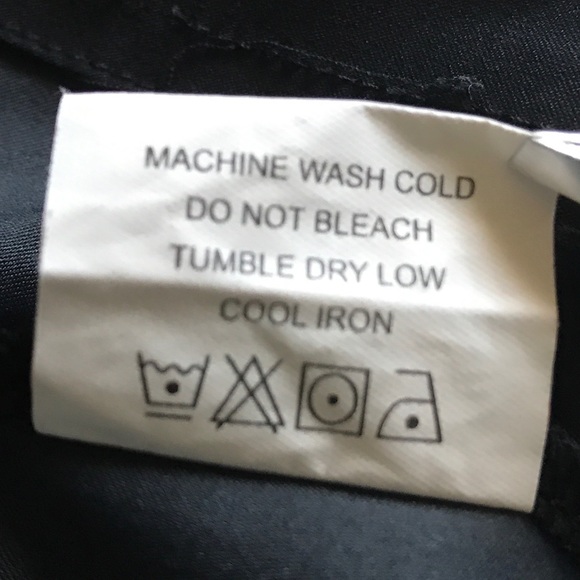 MACHINE WASH COLD
DO NOT BLEACH
TUMBLE DRY LOW
COOL IRON